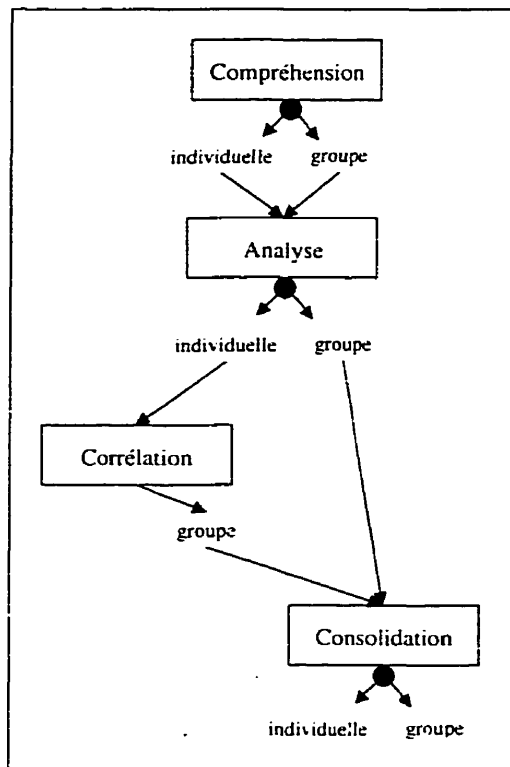 Compréhension
individuelle groupe
Analyse
individuelle groupe
Corrélation
groupe
Consolidation
individuelle groupe